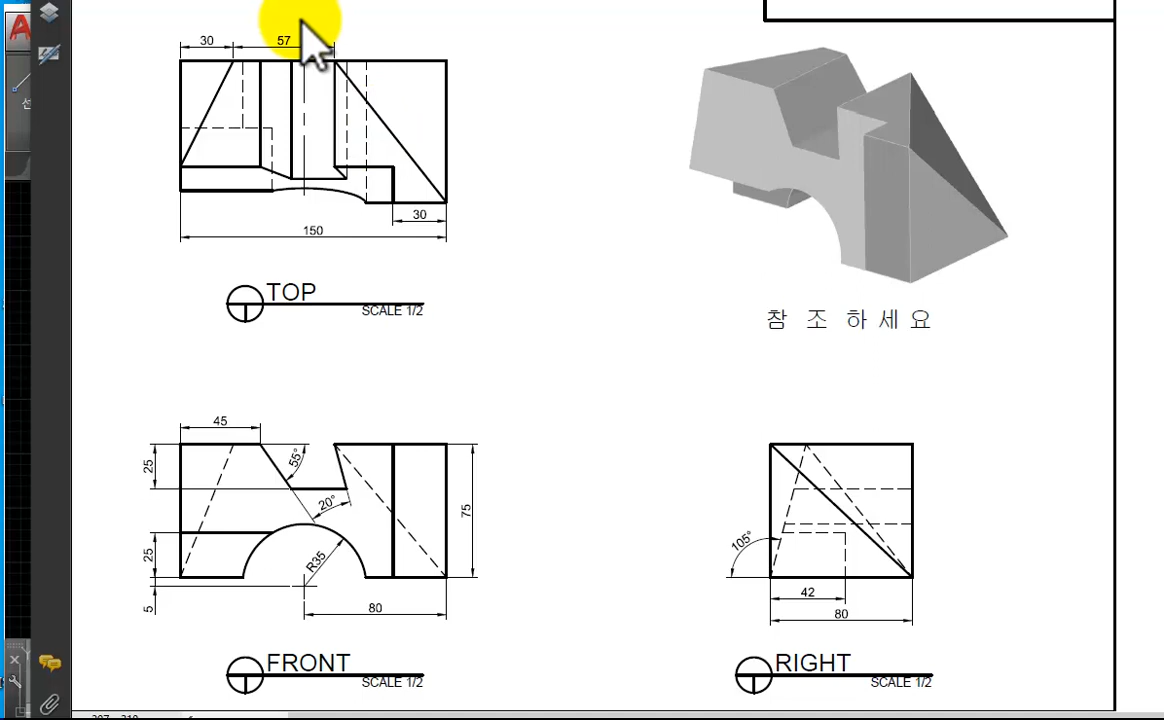 30
57
30
150
TOP
SCALE 1/2
참 조 하 세 요
45
25
55°
20°
25
R35
75
5
80
FRONT
SCALE 1/2
105°
42
80
RIGHT
SCALE 1/2